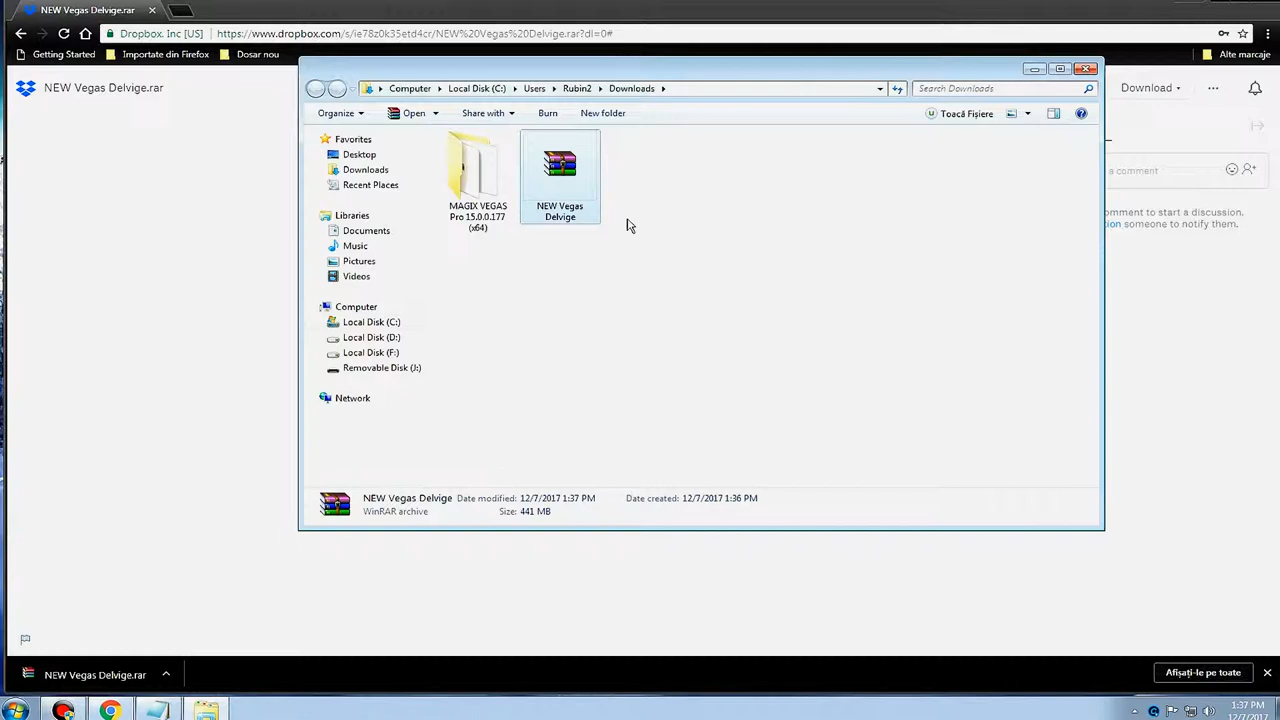 NEW Vegas Delvige.rar
Dropbox, Inc [US]
https://www.dropbox.com/s/ie78z0k35etd4cr/NEW%20Vegas%20Delvige.rar?dl=0#
Getting Started
Importate din Firefox
Dosar nou
Alte marcaje
NEW Vegas Delvige.rar
Download
Computer
Local Disk (C:)
Users
Rubin2
Downloads
Search Downloads
Organize
Open
Share with
Burn
New folder
Toacă Fișiere
Favorites
Desktop
Downloads
Recent Places
Libraries
Documents
Music
Pictures
Videos
Computer
Local Disk (C:)
Local Disk (D:)
Local Disk (F:)
Removable Disk (J:)
Network
MAGIX VEGAS
Pro 15.0.0.177
(x64)
NEW Vegas
Delvige
a comment
omment to start a discussion.
tion someone to notify them.
NEW Vegas Delvige
Date modified: 12/7/2017 1:37 PM
Date created: 12/7/2017 1:36 PM
WinRAR archive
Size: 441 MB
NEW Vegas Delvige.rar
Afișați-le pe toate
1:37 PM
12/7/2017